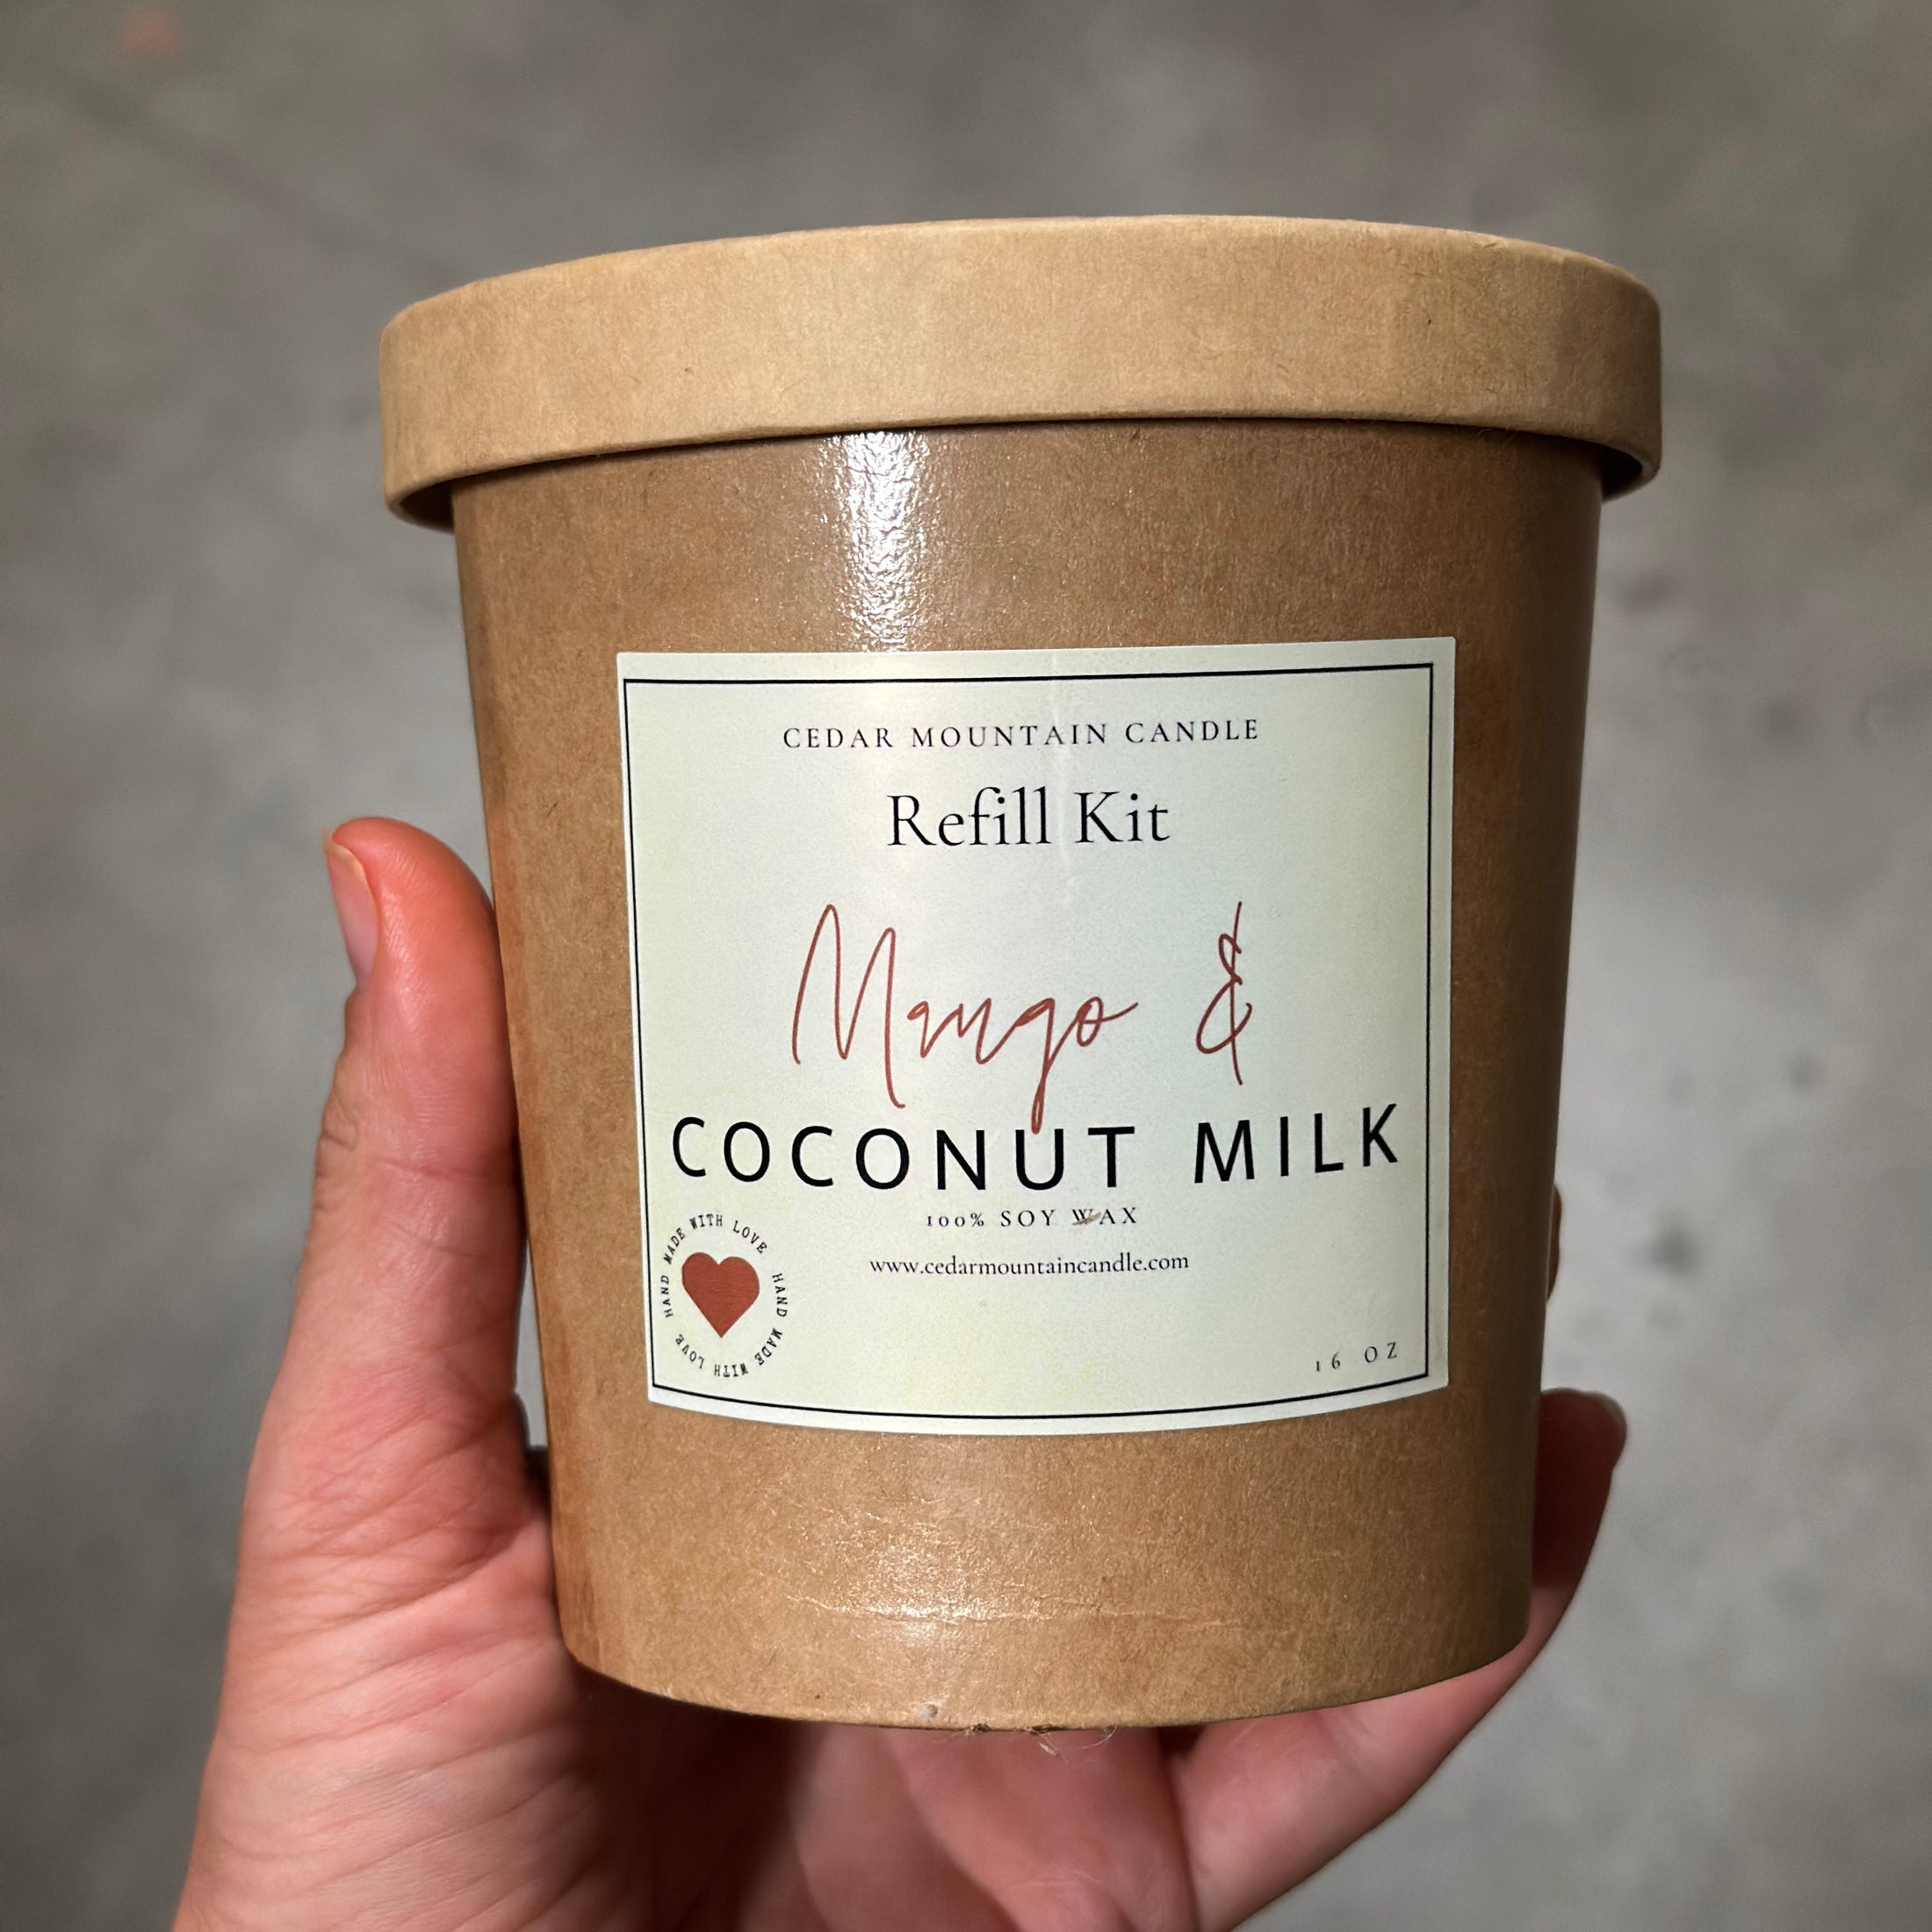 CEDAR MOUNTAIN CANDLE
Refill Kit
Mango &
COCONUT MILK
100% SOY WAX
www.cedarmountaincandle.com
HAND MADE WITH LOVE HAND MADE WITH LOVE
16 OZ